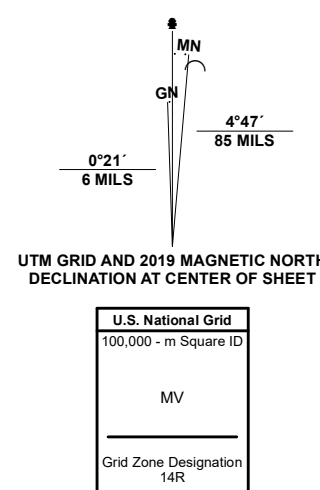 MN
GN
4°47´
85 MILS
0°21´
6 MILS
UTM GRID AND 2019 MAGNETIC NORTH
DECLINATION AT CENTER OF SHEET
U.S. National Grid
100,000 - m Square ID
MV
Grid Zone Designation
14R